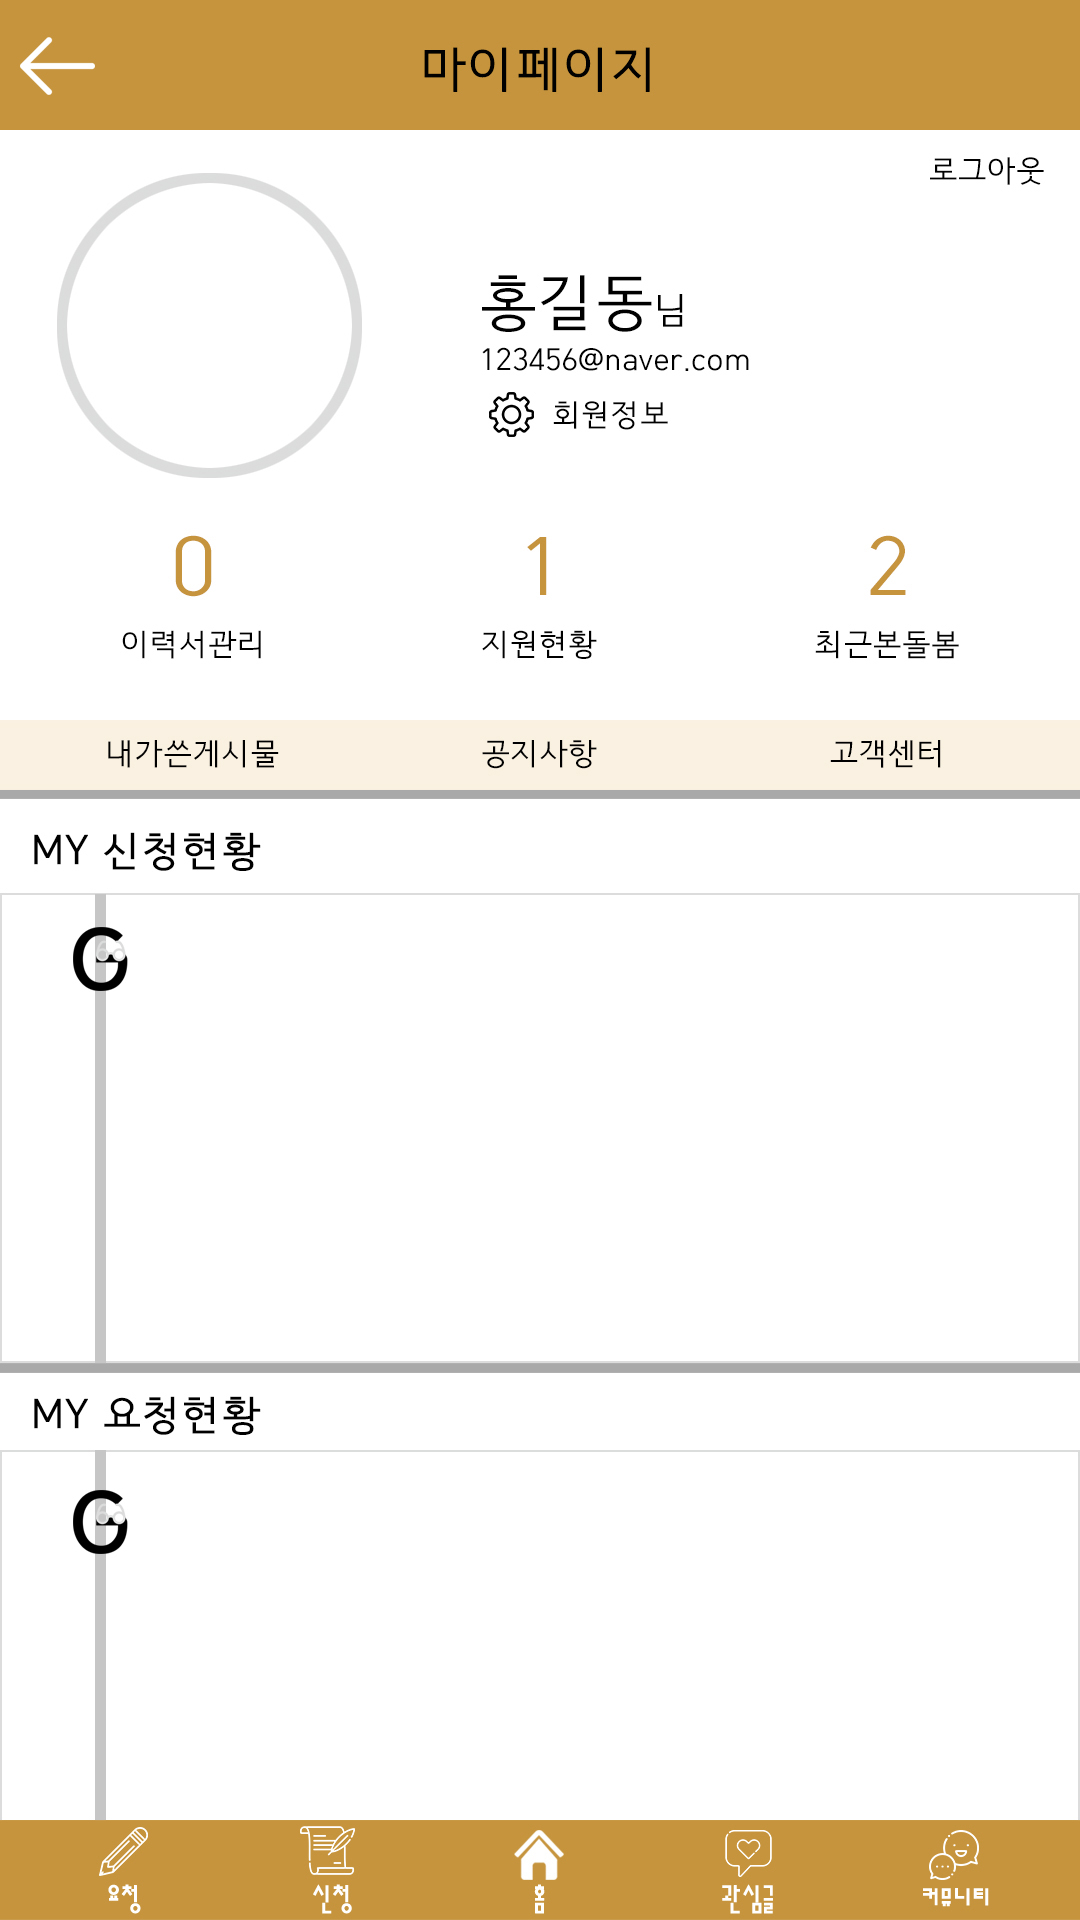 마이페이지
로그아웃
홍길동님
123456@naver.com
회원정보
0 1 2
이력서관리 지원현황 최근본돌봄
내가쓴게시물 공지사항 고객센터
MY 신청현황
G
MY 요청현황
G
요청 신청 홈 관심글 커뮤니티